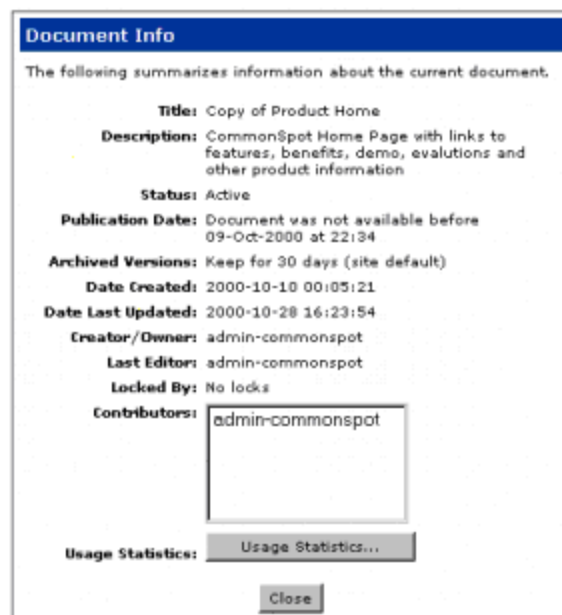 Document Info
The following summarizes information about the current document.
Title: Copy of Product Home
Description: CommonSpot Home Page with links to
features, benefits, demo, evalutions and
other product information
Status: Active
Publication Date: Document was not available before
09-Oct-2000 at 22:34
Archived Versions: Keep for 30 days (site default)
Date Created: 2000-10-10 00:05:21
Date Last Updated: 2000-10-28 16:23:54
Creator/Owner: admin-commonspot
Last Editor: admin-commonspot
Locked By: No locks
Contributors: admin-commonspot
Usage Statistics: Usage Statistics...
Close